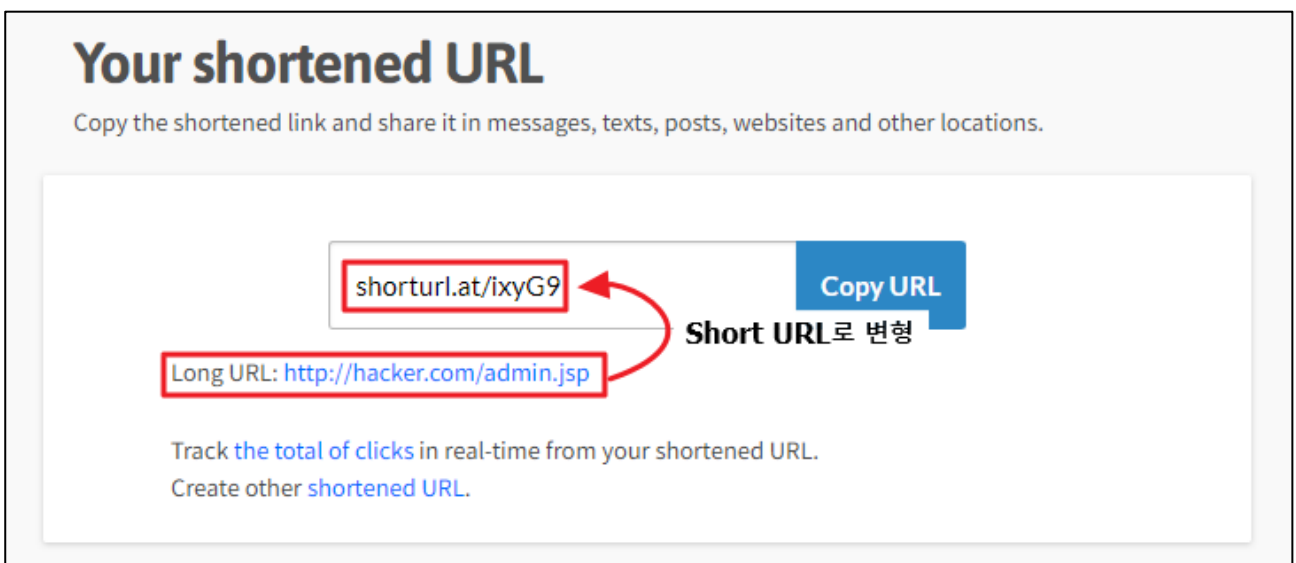 Your shortened URL
Copy the shortened link and share it in messages, texts, posts, websites and other locations.
shorturl.at/ixyG9
Copy URL
Short URL로 변형
Long URL: http://hacker.com/admin.jsp
Track the total of clicks in real-time from your shortened URL.
Create other shortened URL.